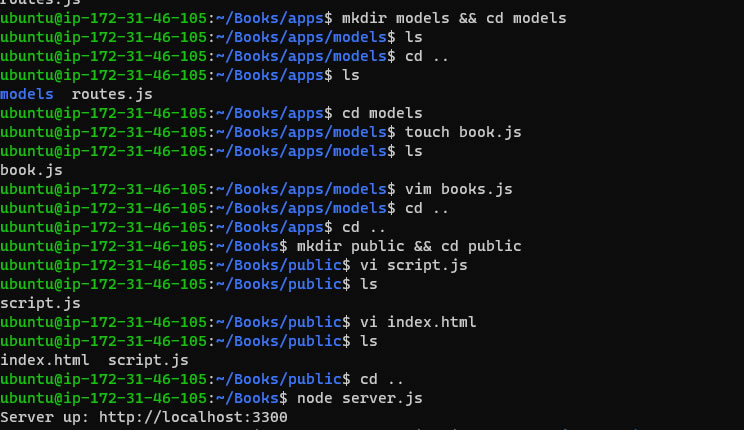 routes.js
ubuntu@ip-172-31-46-105:~/Books/apps$ mkdir models && cd models
ubuntu@ip-172-31-46-105:~/Books/apps/models$ ls
ubuntu@ip-172-31-46-105:~/Books/apps/models$ cd ..
ubuntu@ip-172-31-46-105:~/Books/apps$ ls
models  routes.js
ubuntu@ip-172-31-46-105:~/Books/apps$ cd models
ubuntu@ip-172-31-46-105:~/Books/apps/models$ touch book.js
ubuntu@ip-172-31-46-105:~/Books/apps/models$ ls
book.js
ubuntu@ip-172-31-46-105:~/Books/apps/models$ vim books.js
ubuntu@ip-172-31-46-105:~/Books/apps/models$ cd ..
ubuntu@ip-172-31-46-105:~/Books/apps$ cd ..
ubuntu@ip-172-31-46-105:~/Books$ mkdir public && cd public
ubuntu@ip-172-31-46-105:~/Books/public$ vi script.js
ubuntu@ip-172-31-46-105:~/Books/public$ ls
script.js
ubuntu@ip-172-31-46-105:~/Books/public$ vi index.html
ubuntu@ip-172-31-46-105:~/Books/public$ ls
index.html  script.js
ubuntu@ip-172-31-46-105:~/Books/public$ cd ..
ubuntu@ip-172-31-46-105:~/Books$ node server.js
Server up: http://localhost:3300